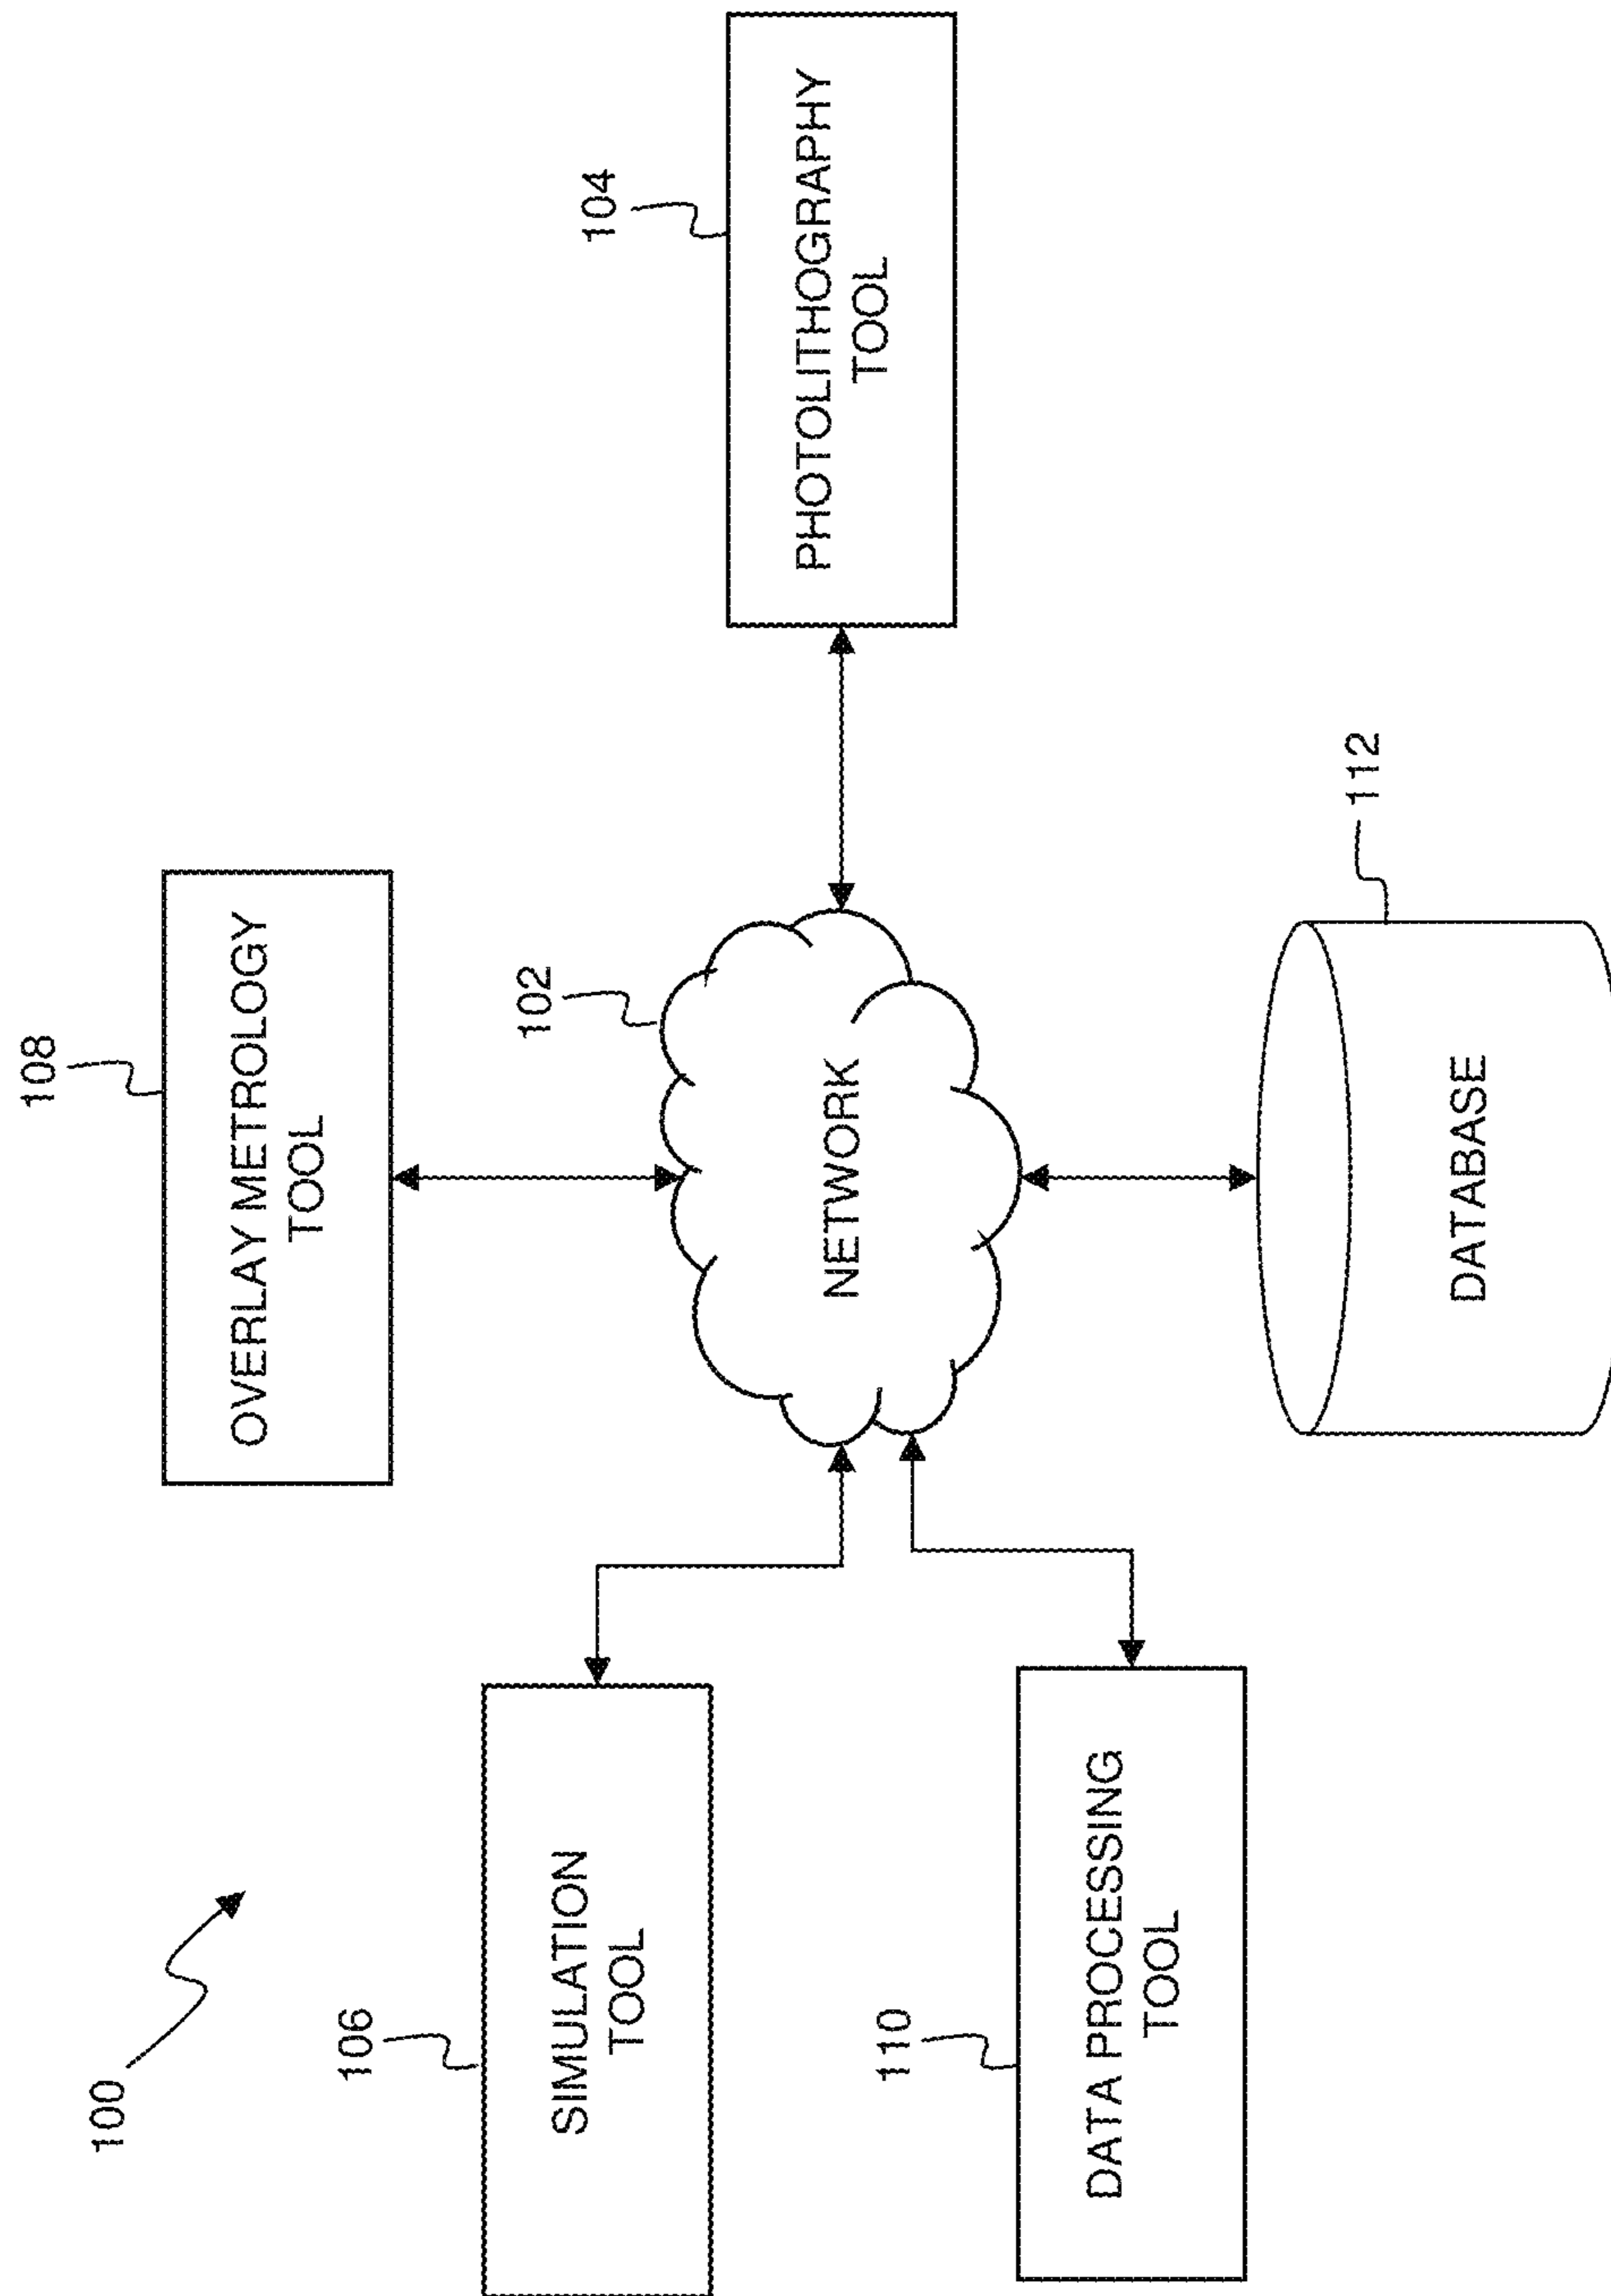 100
108
OVERLAY METROLOGY
TOOL
106
SIMULATION
TOOL
102
NETWORK
104
PHOTOLITHOGRAPHY
TOOL
110
DATA PROCESSING
TOOL
112
DATABASE